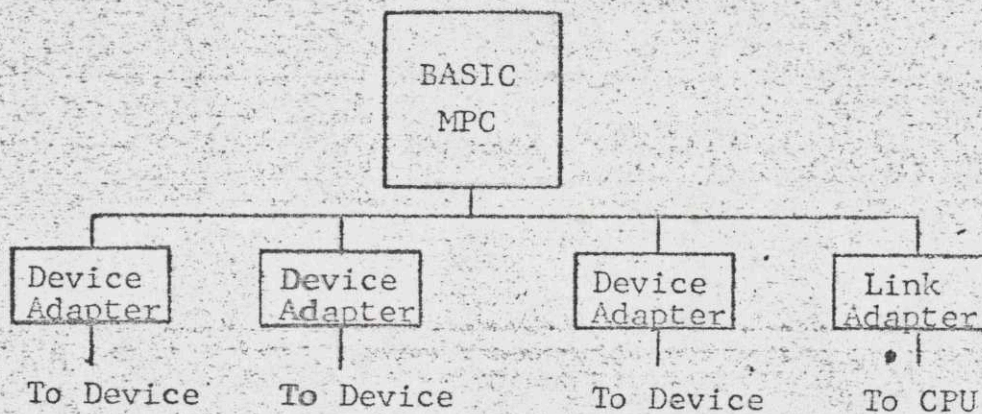 BASIC
MPC
Device Adapter
Device Adapter
Device Adapter
Link Adapter
To Device
To Device
To Device
To CPU